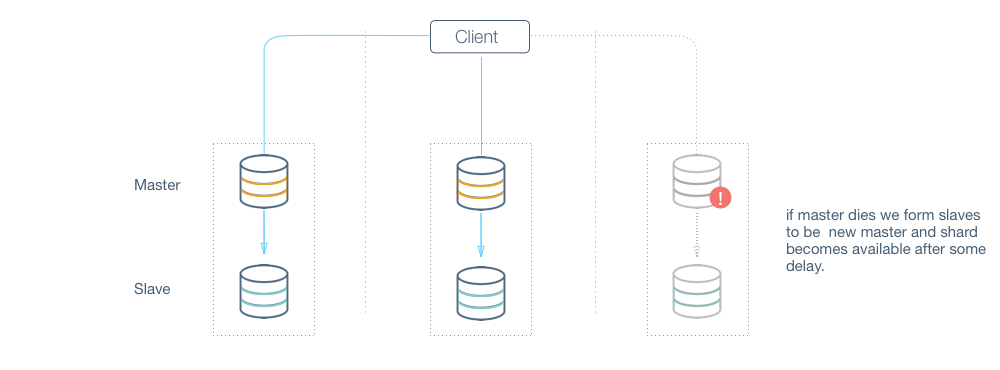 Client
Master
!
if master dies we form slaves
to be  new master and shard
becomes available after some
delay.
Slave